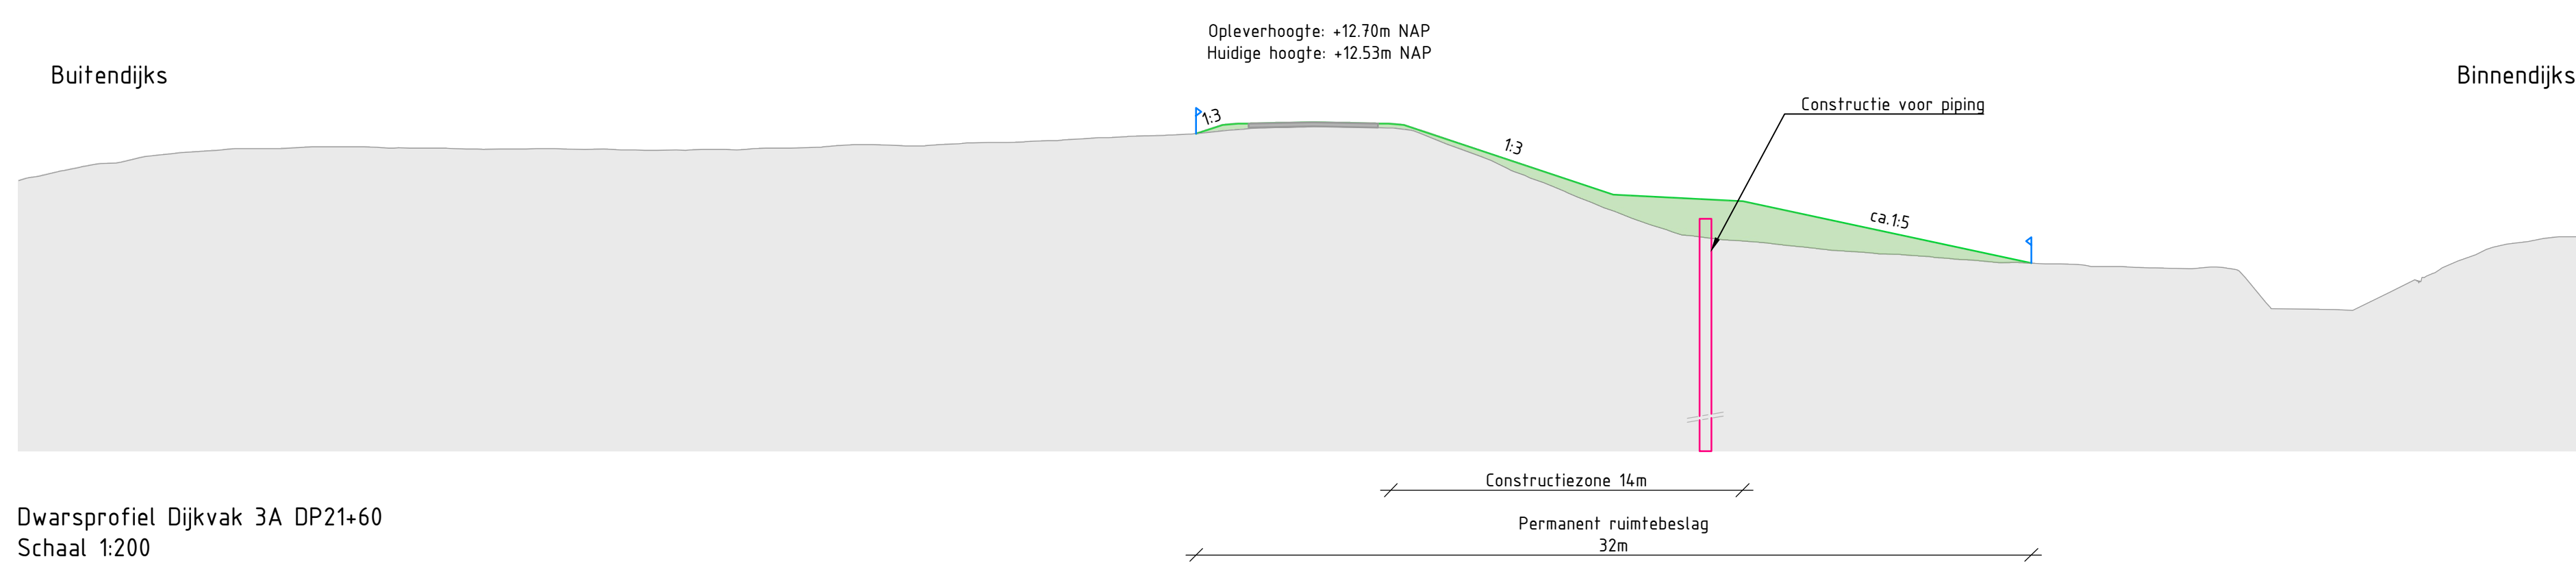 Opleverhoogte: +12.70m NAP
Huidige hoogte: +12.53m NAP
Buitendijks
Binnendijks
1:3
Constructie voor piping
1:3
ca.1:5
Constructiezone 14m
Permanent ruimtebeslag
32m
Dwarsprofiel Dijkvak 3A DP21+60
Schaal 1:200